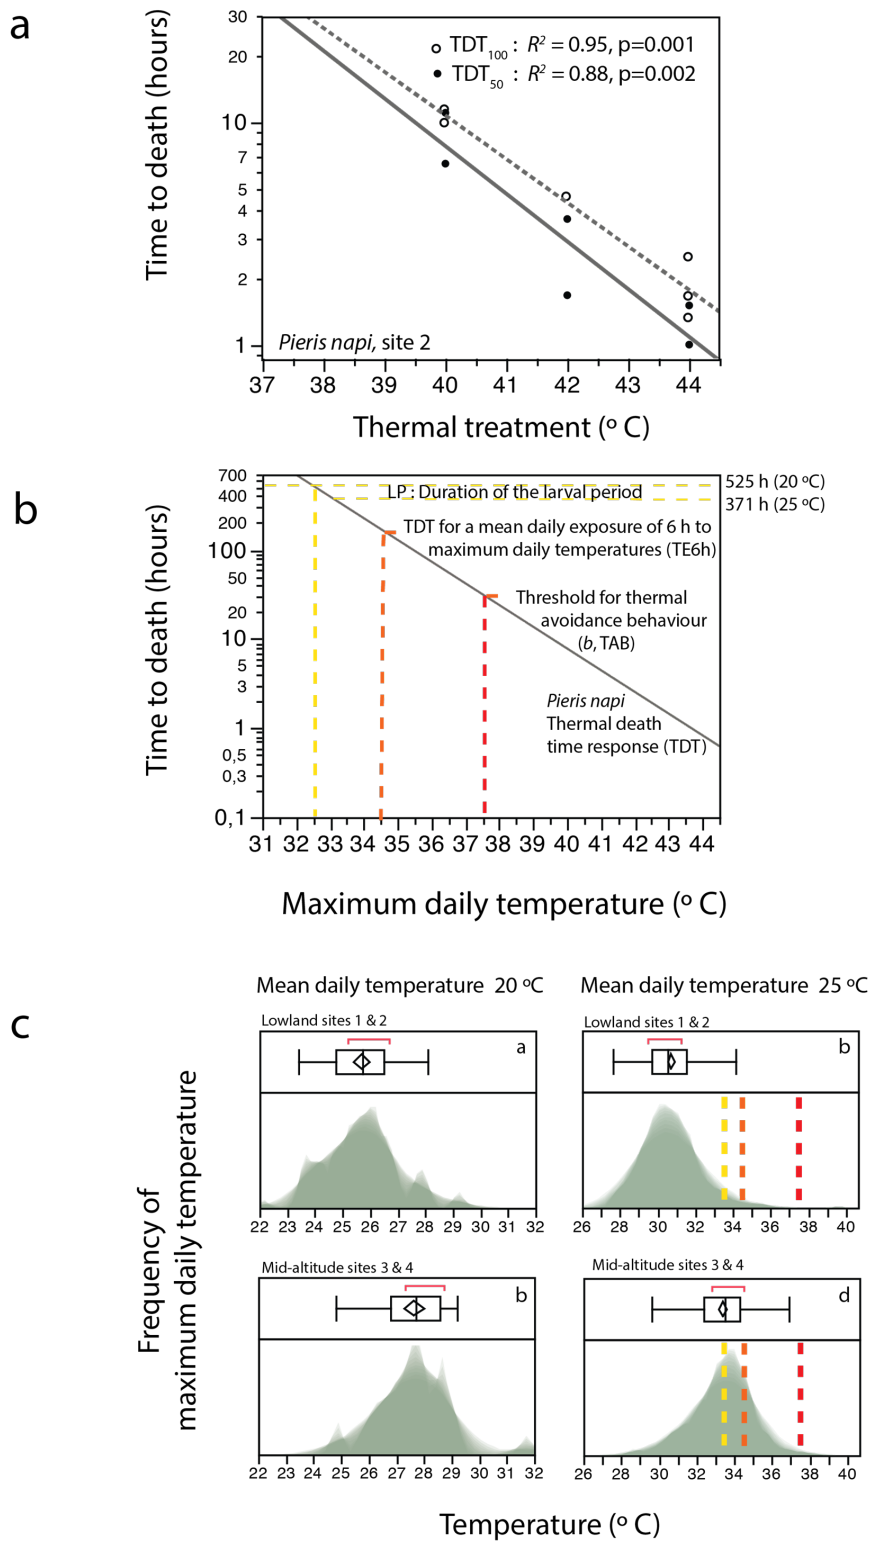 a
Time to death (hours)
30
20
10
7
5
4
3
2
1
TDT100 : R2 = 0.95, p=0.001
TDT50 : R2 = 0.88, p=0.002
Pieris napi, site 2
37 38 39 40 41 42 43 44
Thermal treatment (º C)
b
Time to death (hours)
700
400
200
100
50
20
10
5
3
1
0,5
0,3
0,1
525 h (20 ºC)
LP : Duration of the larval period
371 h (25 ºC)
TDT for a mean daily exposure of 6 h to
maximum daily temperatures (TE6h)
Threshold for thermal
avoidance behaviour
(b, TAB)
Pieris napi
Thermal death
time response (TDT)
31 32 33 34 35 36 37 38 39 40 41 42 43 44
Maximum daily temperature (º C)
c
Frequency of
maximum daily temperature
Mean daily temperature 20 ºC
Mean daily temperature 25 ºC
Lowland sites 1 & 2
a
22 23 24 25 26 27 28 29 30 31 32
Lowland sites 1 & 2
b
26 28 30 32 34 36 38 40
Mid-altitude sites 3 & 4
b
22 23 24 25 26 27 28 29 30 31 32
Mid-altitude sites 3 & 4
d
26 28 30 32 34 36 38 40
Temperature (º C)